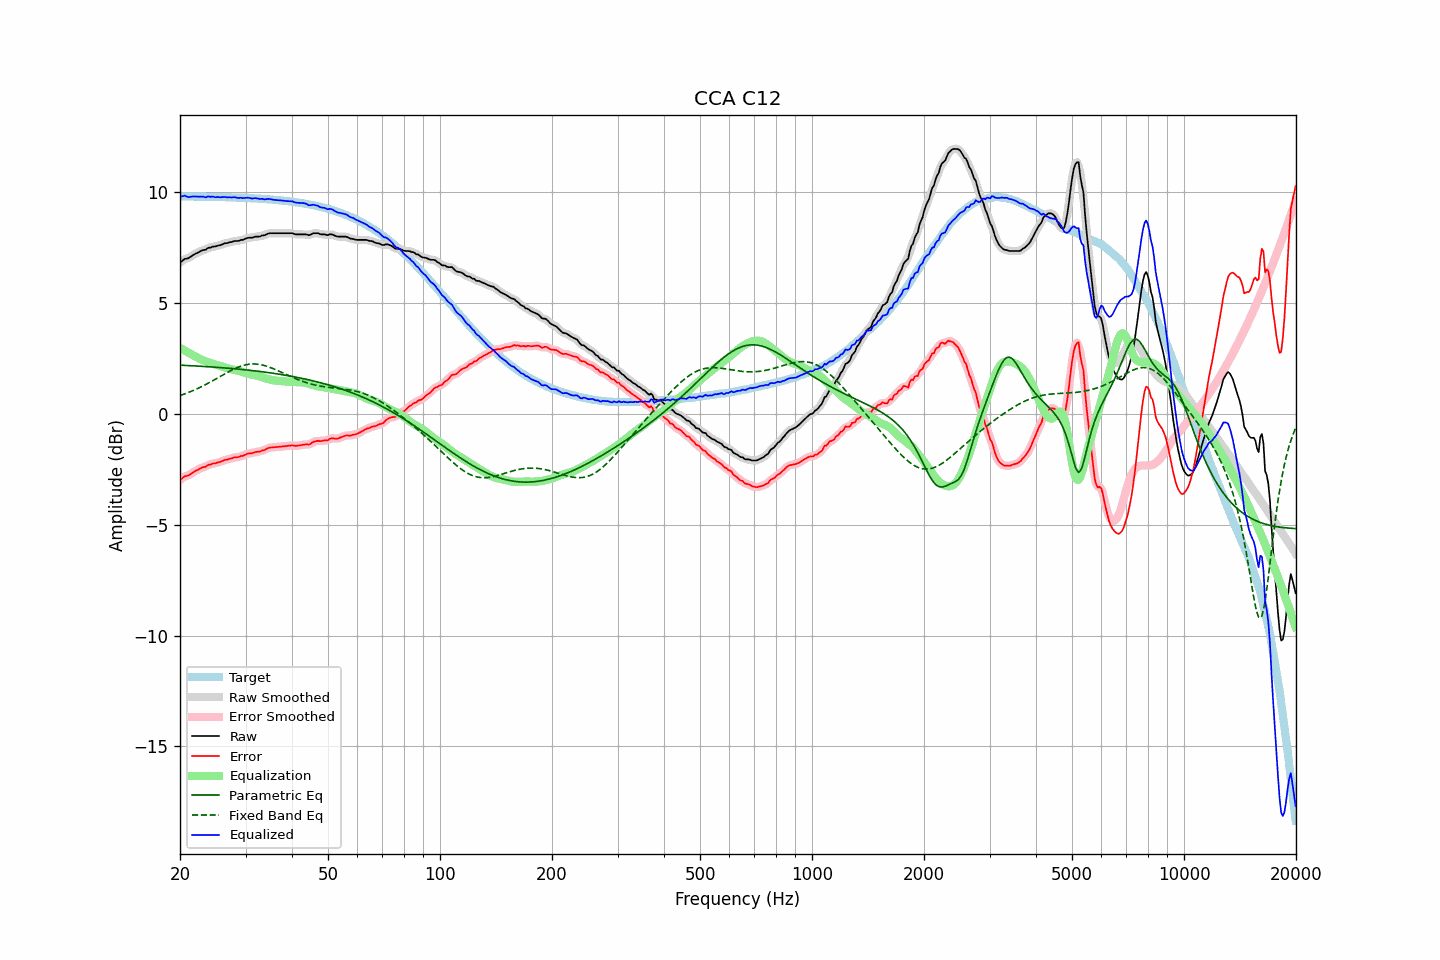 CCA C12
Amplitude (dBr)
10
5
0
−5
−10
−15
Target
Raw Smoothed
Error Smoothed
Raw
Error
Equalization
Parametric Eq
Fixed Band Eq
Equalized
20 50 100 200 500 1000 2000 5000 10000 20000
Frequency (Hz)